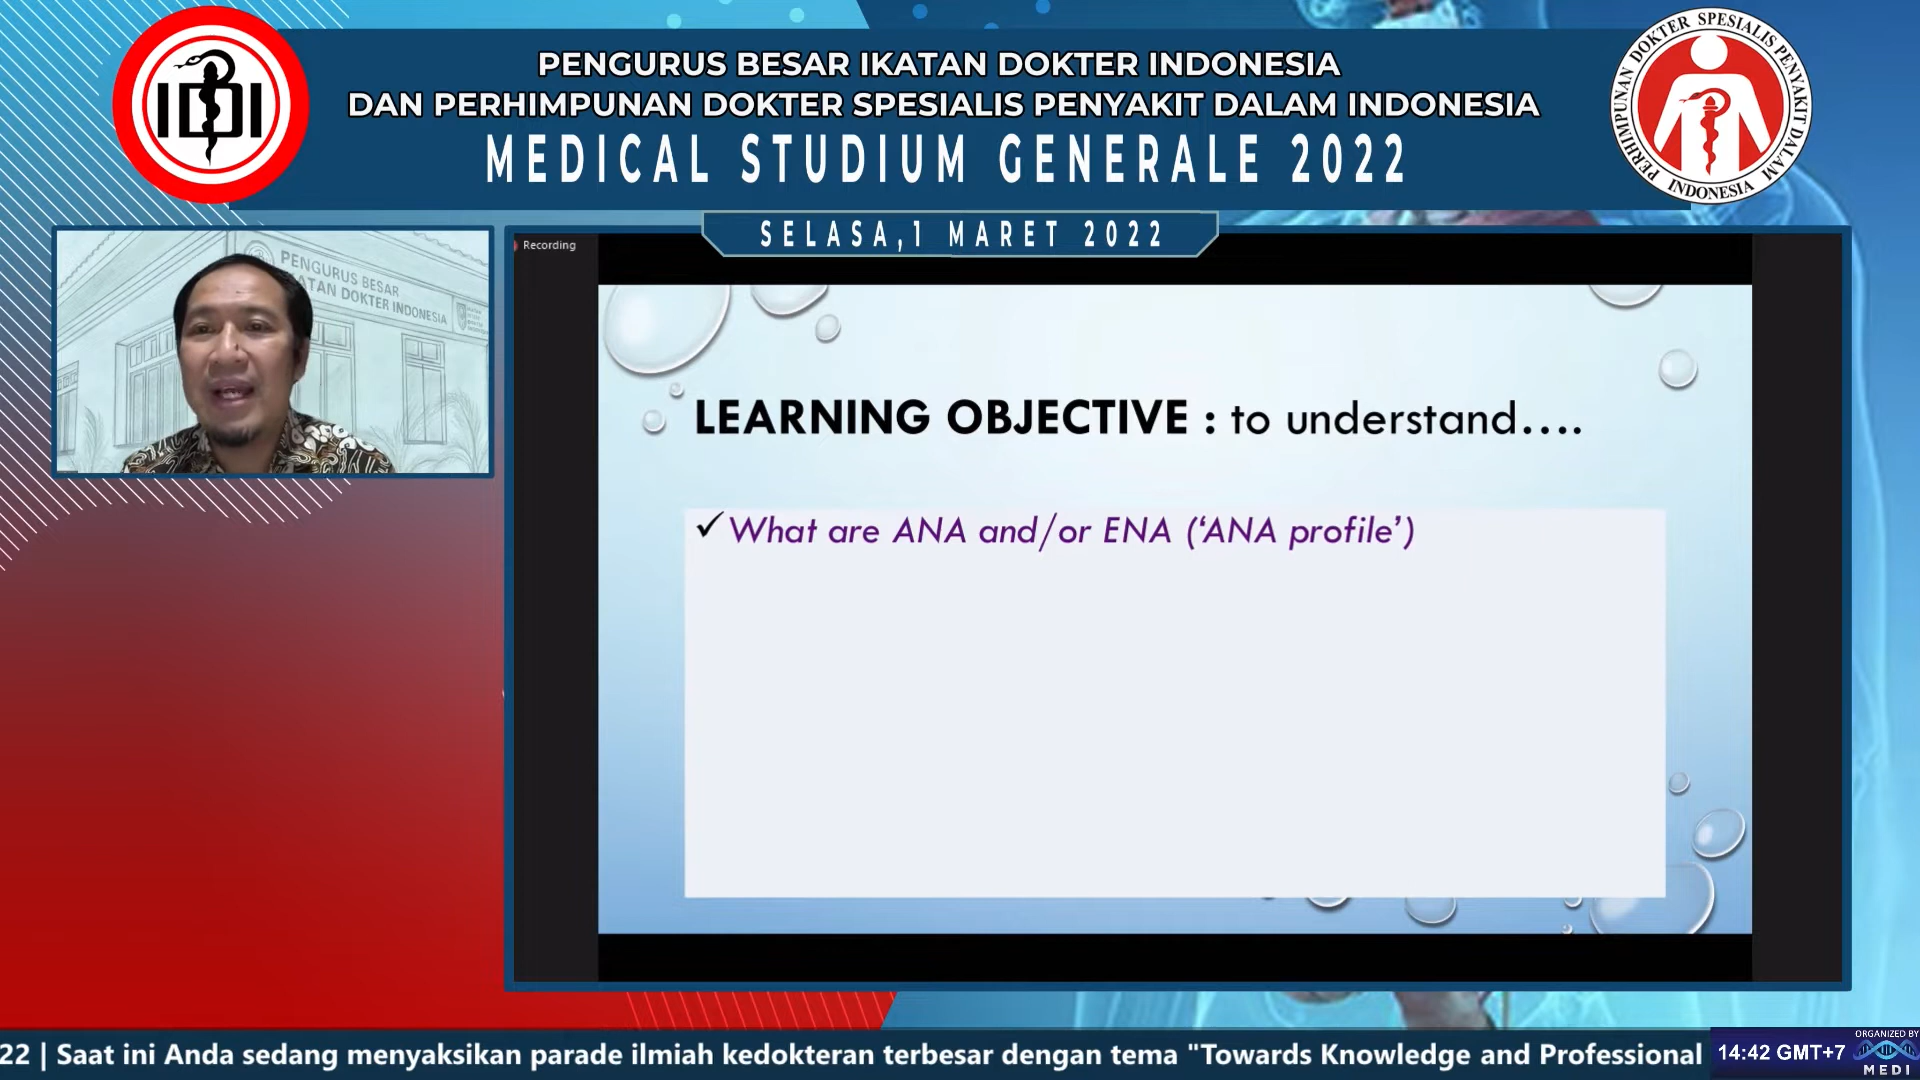 IDI
PENGURUS BESAR IKATAN DOKTER INDONESIA
DAN PERHIMPUNAN DOKTER SPESIALIS PENYAKIT DALAM INDONESIA
MEDICAL STUDIUM GENERALE 2022
PERHIMPUNAN DOKTER SPESIALIS PENYAKIT DALAM
INDONESIA
SELASA,1 MARET 2022
PENGURUS BESAR
IKATAN DOKTER INDONESIA
Recording
LEARNING OBJECTIVE : to understand....
✓ What are ANA and/or ENA (‘ANA profile’)
22 | Saat ini Anda sedang menyaksikan parade ilmiah kedokteran terbesar dengan tema "Towards Knowledge and Professional
14:42 GMT+7
ORGANIZED BY
MEDI